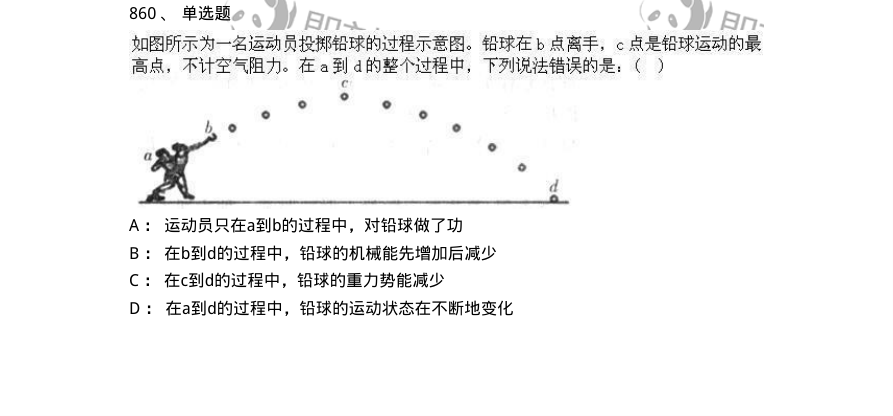 860 、 单选题
如图所示为一名运动员投掷铅球的过程示意图。铅球在 b 点离手，c 点是铅球运动的最
高点，不计空气阻力。在 a 到 d 的整个过程中，下列说法错误的是：（ ）
c
b
a
d
A ： 运动员只在a到b的过程中，对铅球做了功
B ： 在b到d的过程中，铅球的机械能先增加后减少
C ： 在c到d的过程中，铅球的重力势能减少
D ： 在a到d的过程中，铅球的运动状态在不断地变化